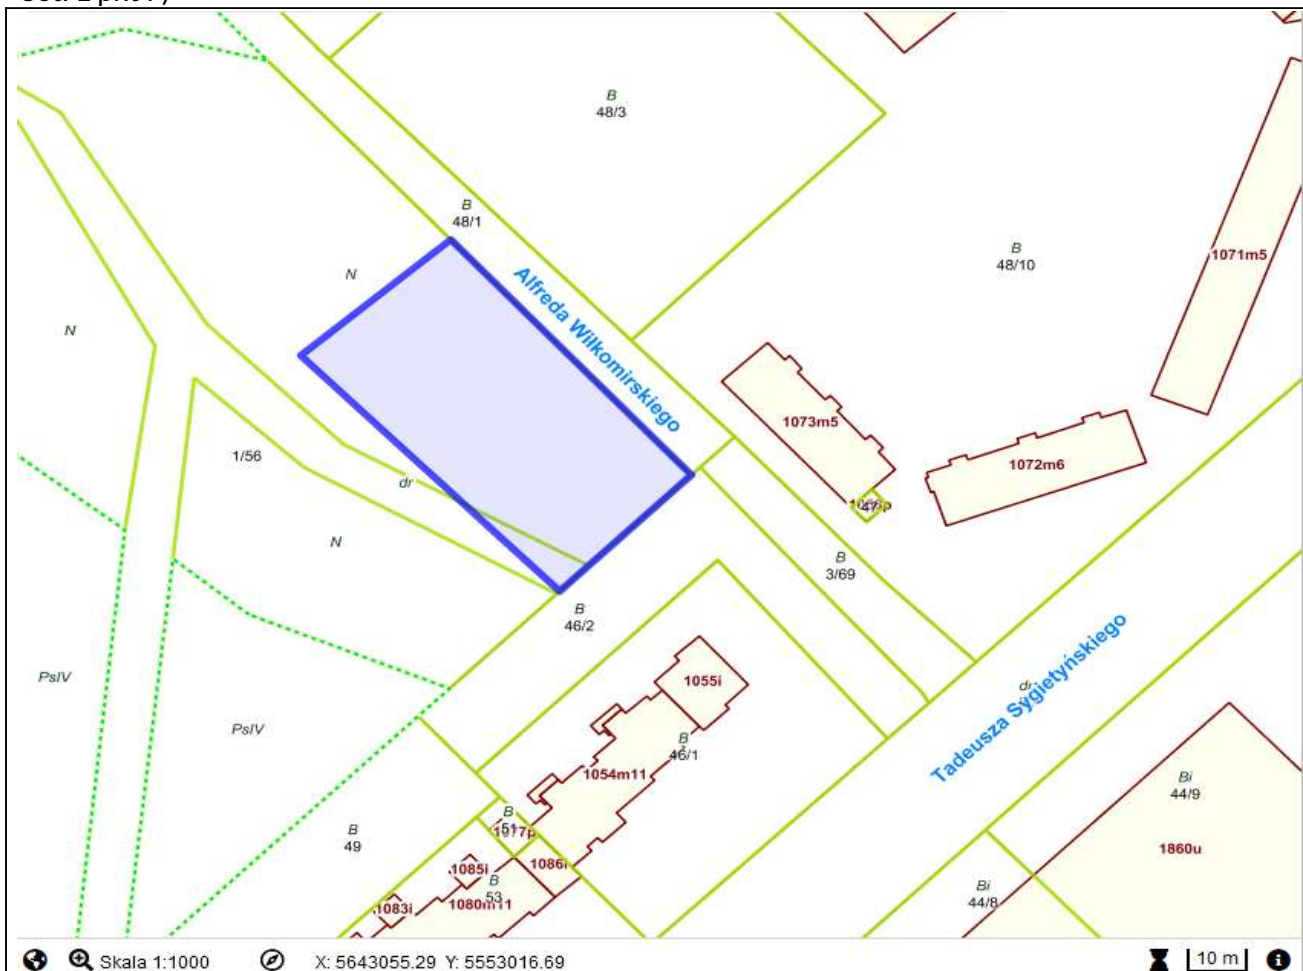 B
48/3
B
48/1
B
48/10
1071m5
N
Alfreda Wiłkomirskiego
N
1073m5
1072m6
1/56
dr
N
B
3/69
B
46/2
PsIV
1055i
dr
Tadeusza Sygietyńskiego
PsIV
B
46/1
1054m11
Bi
44/9
B
49
B
51
1860u
1085i
1086i
B
53
Bi
44/8
1083i
1080m11
Skala 1:1000
X: 5643055.29 Y: 5553016.69
10 m